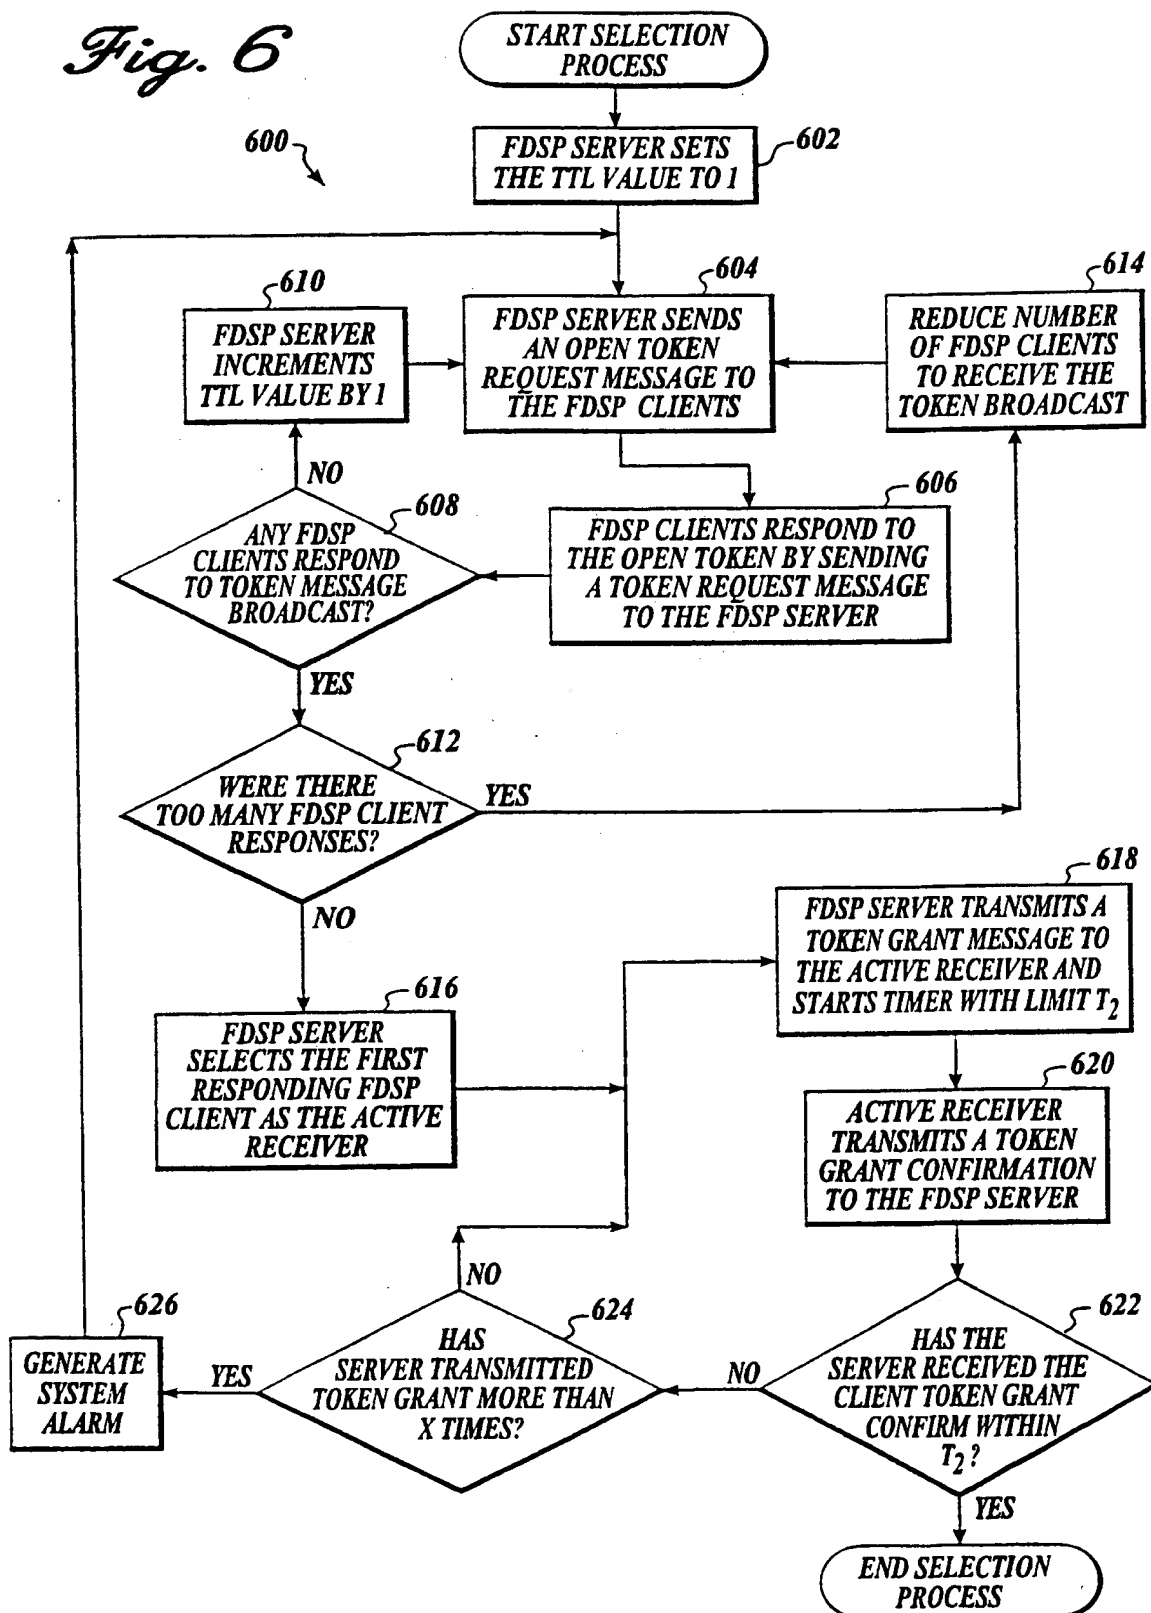 Fig. 6
START SELECTION
PROCESS
600
602
FDSP SERVER SETS
THE TTL VALUE TO 1
610
FDSP SERVER
INCREMENTS
TTL VALUE BY 1
604
FDSP SERVER SENDS
AN OPEN TOKEN
REQUEST MESSAGE TO
THE FDSP CLIENTS
614
REDUCE NUMBER
OF FDSP CLIENTS
TO RECEIVE THE
TOKEN BROADCAST
NO
608
ANY FDSP
CLIENTS RESPOND
TO TOKEN MESSAGE
BROADCAST?
606
FDSP CLIENTS RESPOND TO
THE OPEN TOKEN BY SENDING
A TOKEN REQUEST MESSAGE
TO THE FDSP SERVER
YES
612
WERE THERE
TOO MANY FDSP CLIENT
RESPONSES?
YES
NO
616
FDSP SERVER
SELECTS THE FIRST
RESPONDING FDSP
CLIENT AS THE ACTIVE
RECEIVER
618
FDSP SERVER TRANSMITS A
TOKEN GRANT MESSAGE TO
THE ACTIVE RECEIVER AND
STARTS TIMER WITH LIMIT T2
620
ACTIVE RECEIVER
TRANSMITS A TOKEN
GRANT CONFIRMATION
TO THE FDSP SERVER
622
HAS THE
SERVER RECEIVED THE
CLIENT TOKEN GRANT
CONFIRM WITHIN
T2?
NO
NO
624
HAS
SERVER TRANSMITTED
TOKEN GRANT MORE THAN
X TIMES?
YES
626
GENERATE
SYSTEM
ALARM
YES
END SELECTION
PROCESS